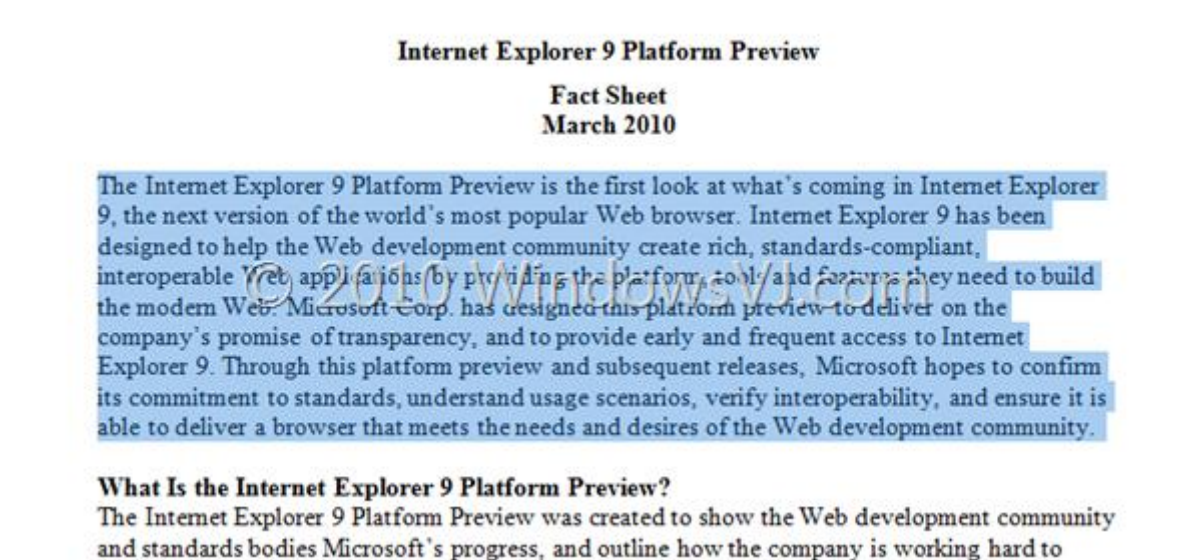 Internet Explorer 9 Platform Preview
Fact Sheet
March 2010
The Internet Explorer 9 Platform Preview is the first look at what's coming in Internet Explorer
9, the next version of the world's most popular Web browser. Internet Explorer 9 has been
designed to help the Web development community create rich, standards-compliant,
interoperable Web applications by providing the platform, tools and features they need to build
© 2010 WindowsVJ.com
the modern Web. Microsoft Corp. has designed this platform preview to deliver on the
company's promise of transparency, and to provide early and frequent access to Internet
Explorer 9. Through this platform preview and subsequent releases, Microsoft hopes to confirm
its commitment to standards, understand usage scenarios, verify interoperability, and ensure it is
able to deliver a browser that meets the needs and desires of the Web development community.
What Is the Internet Explorer 9 Platform Preview?
The Internet Explorer 9 Platform Preview was created to show the Web development community
and standards bodies Microsoft's progress, and outline how the company is working hard to